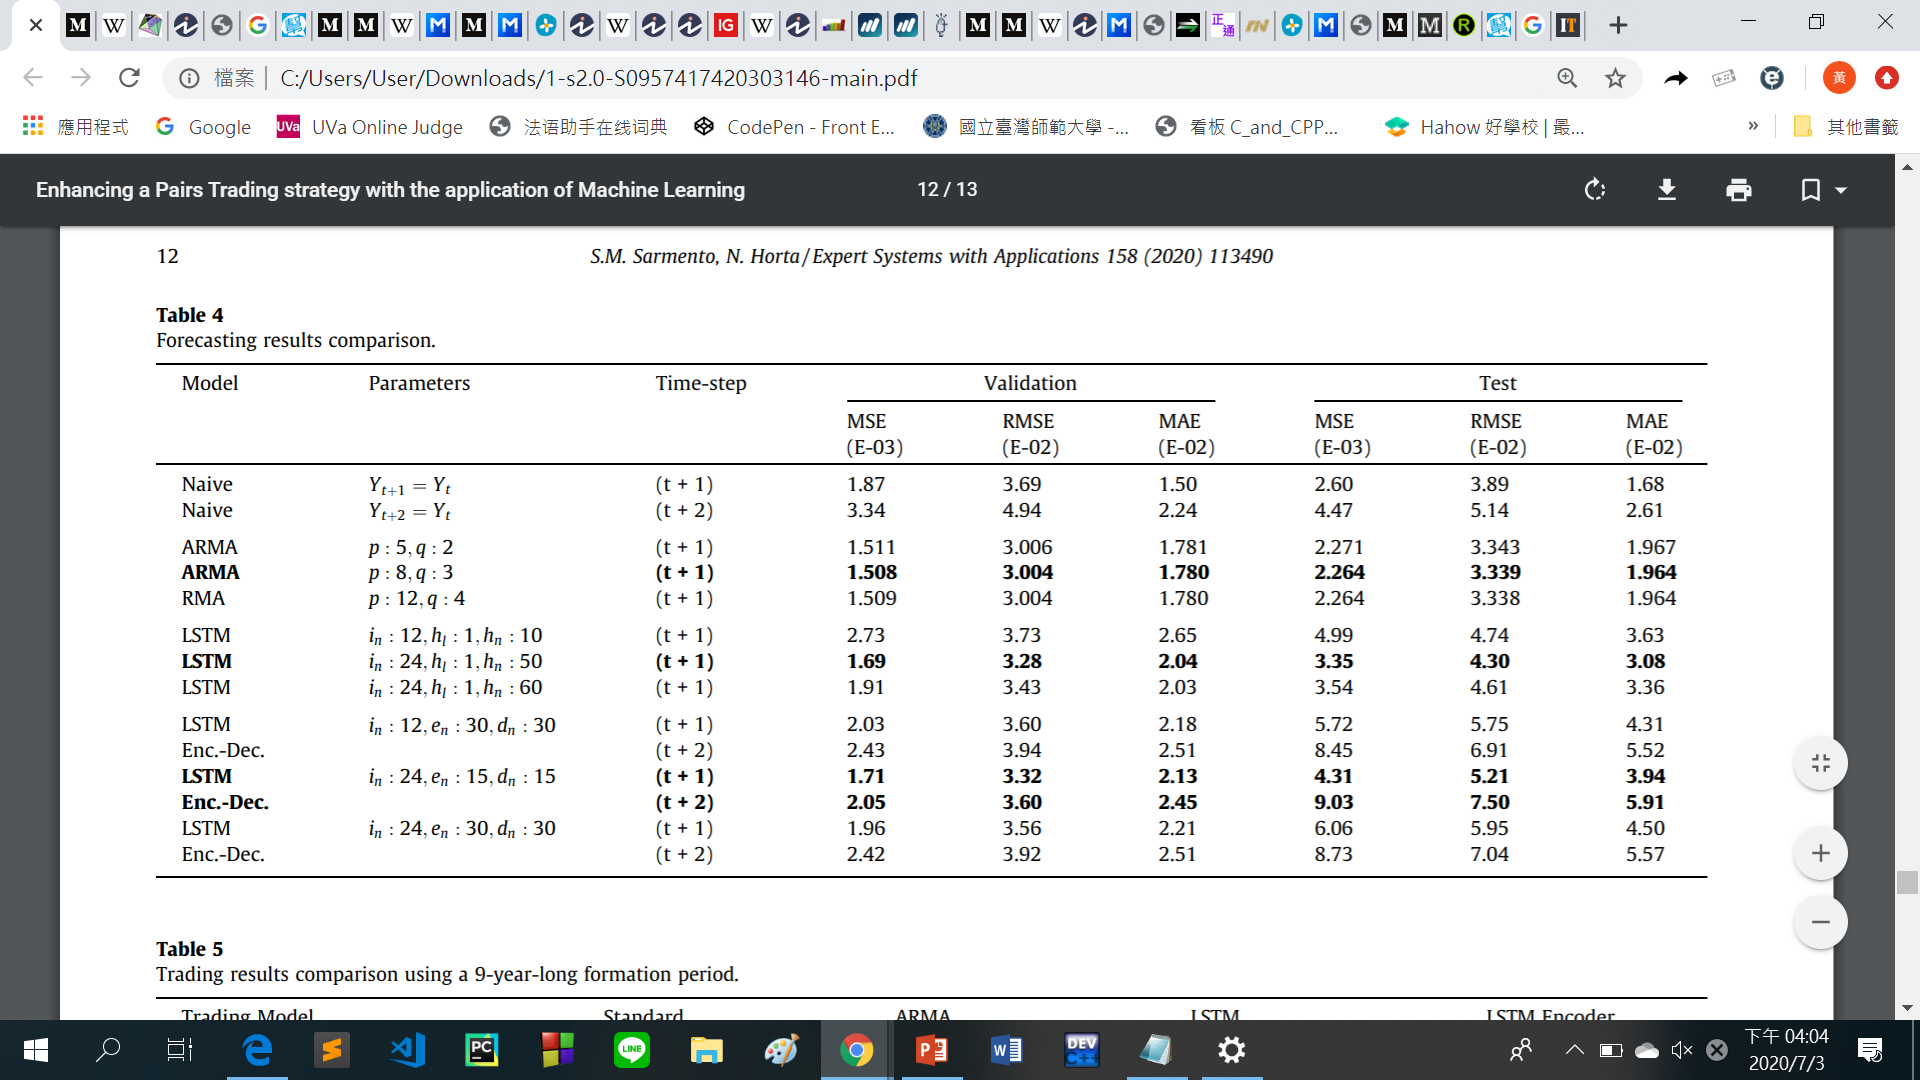 檔案 C:/Users/User/Downloads/1-s2.0-S0957417420303146-main.pdf 黃
應用程式 Google UVa UVa Online Judge 法语助手在线词典 CodePen - Front E... 國立臺灣師範大學 -... 看板 C_and_CPP... Hahow 好學校 | 最... » 其他書籤
Enhancing a Pairs Trading strategy with the application of Machine Learning 12 / 13
12 S.M. Sarmento, N. Horta / Expert Systems with Applications 158 (2020) 113490
Table 4
Forecasting results comparison.
Model Parameters Time-step Validation Test
MSE RMSE MAE MSE RMSE MAE
(E-03) (E-02) (E-02) (E-03) (E-02) (E-02)
Naive Yt+1 = Yt (t + 1) 1.87 3.69 1.50 2.60 3.89 1.68
Naive Yt+2 = Yt (t + 2) 3.34 4.94 2.24 4.47 5.14 2.61
ARMA p : 5, q : 2 (t + 1) 1.511 3.006 1.781 2.271 3.343 1.967
ARMA p : 8, q : 3 (t + 1) 1.508 3.004 1.780 2.264 3.339 1.964
RMA p : 12, q : 4 (t + 1) 1.509 3.004 1.780 2.264 3.338 1.964
LSTM in : 12, hl : 1, hn : 10 (t + 1) 2.73 3.73 2.65 4.99 4.74 3.63
LSTM in : 24, hl : 1, hn : 50 (t + 1) 1.69 3.28 2.04 3.35 4.30 3.08
LSTM in : 24, hl : 1, hn : 60 (t + 1) 1.91 3.43 2.03 3.54 4.61 3.36
LSTM in : 12, en : 30, dn : 30 (t + 1) 2.03 3.60 2.18 5.72 5.75 4.31
Enc.-Dec. (t + 2) 2.43 3.94 2.51 8.45 6.91 5.52
LSTM in : 24, en : 15, dn : 15 (t + 1) 1.71 3.32 2.13 4.31 5.21 3.94
Enc.-Dec. (t + 2) 2.05 3.60 2.45 9.03 7.50 5.91
LSTM in : 24, en : 30, dn : 30 (t + 1) 1.96 3.56 2.21 6.06 5.95 4.50
Enc.-Dec. (t + 2) 2.42 3.92 2.51 8.73 7.04 5.57
Table 5
Trading results comparison using a 9-year-long formation period.
Trading Model Standard ARMA LSTM LSTM Encoder
下午 04:04
2020/7/3